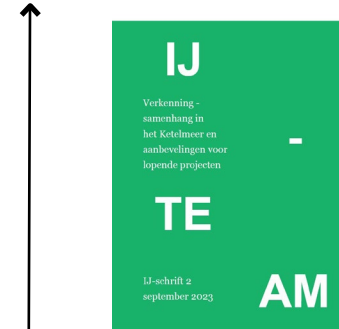 IJ
Verkenning -
samenhang in
het Ketelmeer en
aanbevelingen voor
lopende projecten
-
TE
IJ-schrift 2
september 2023
AM